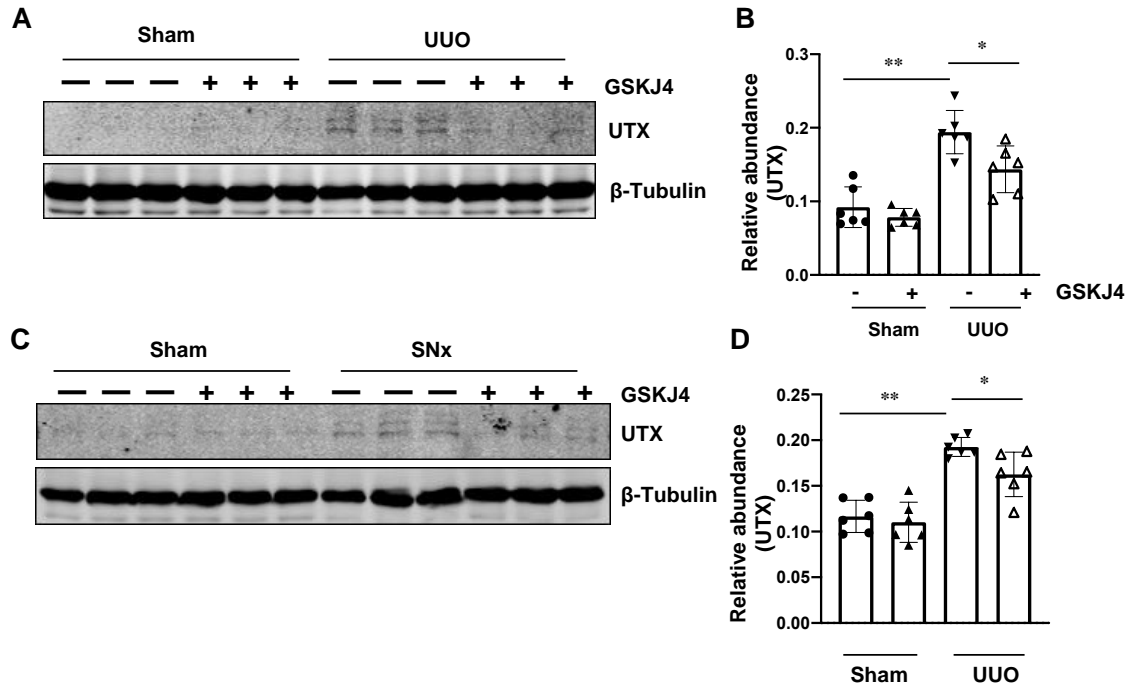 A
Sham UUO
— — — + + + — — — + + + GSKJ4
UTX
β-Tubulin
B
Relative abundance
(UTX)
0.3
0.2
0.1
0.0
** *
- + - + GSKJ4
Sham UUO
C
Sham SNx
— — — + + + — — — + + + GSKJ4
UTX
β-Tubulin
D
Relative abundance
(UTX)
0.25
0.20
0.15
0.10
0.05
0.00
** *
Sham UUO